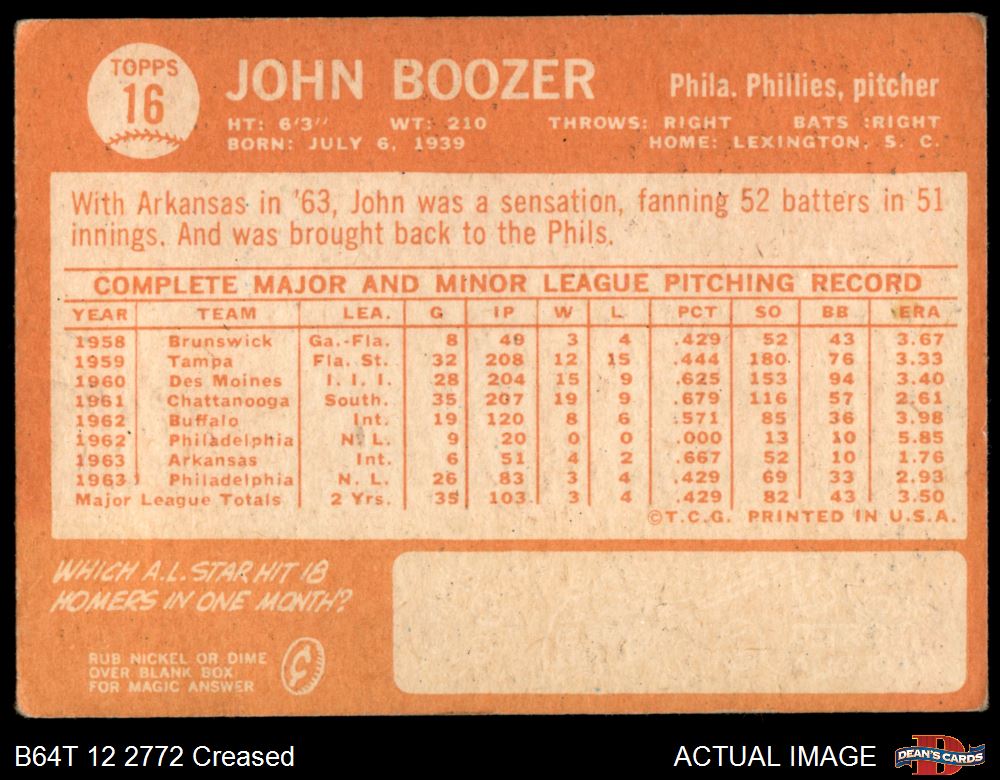 TOPPS
16
JOHN BOOZER
Phila. Phillies, pitcher
HT: 6'3" WT: 210 THROWS: RIGHT BATS :RIGHT
BORN: JULY 6, 1939 HOME: LEXINGTON, S. C.
With Arkansas in '63, John was a sensation, fanning 52 batters in 51
innings. And was brought back to the Phils.
COMPLETE MAJOR AND MINOR LEAGUE PITCHING RECORD
YEAR TEAM LEA. G IP W L PCT SO BB ERA
1958 Brunswick Ga.-Fla. 8 49 3 4 .429 52 43 3.67
1959 Tampa Fla. St. 32 208 12 15 .444 180 76 3.33
1960 Des Moines I. I. I. 28 204 15 9 .625 153 94 3.40
1961 Chattanooga South. 35 207 19 9 .679 116 57 2.61
1962 Buffalo Int. 19 120 8 6 .571 85 36 3.98
1962 Philadelphia N. L. 9 20 0 0 .000 13 10 5.85
1963 Arkansas Int. 6 51 4 2 .667 52 10 1.76
1963 Philadelphia N. L. 26 83 3 4 .429 69 33 2.93
Major League Totals 2 Yrs. 35 103 3 4 .429 82 43 3.50
©T.C.G. PRINTED IN U.S.A.
WHICH A.L. STAR HIT 18
HOMERS IN ONE MONTH?
RUB NICKEL OR DIME
OVER BLANK BOX
FOR MAGIC ANSWER
B64T 12 2772 Creased
ACTUAL IMAGE
DEAN'S CARDS